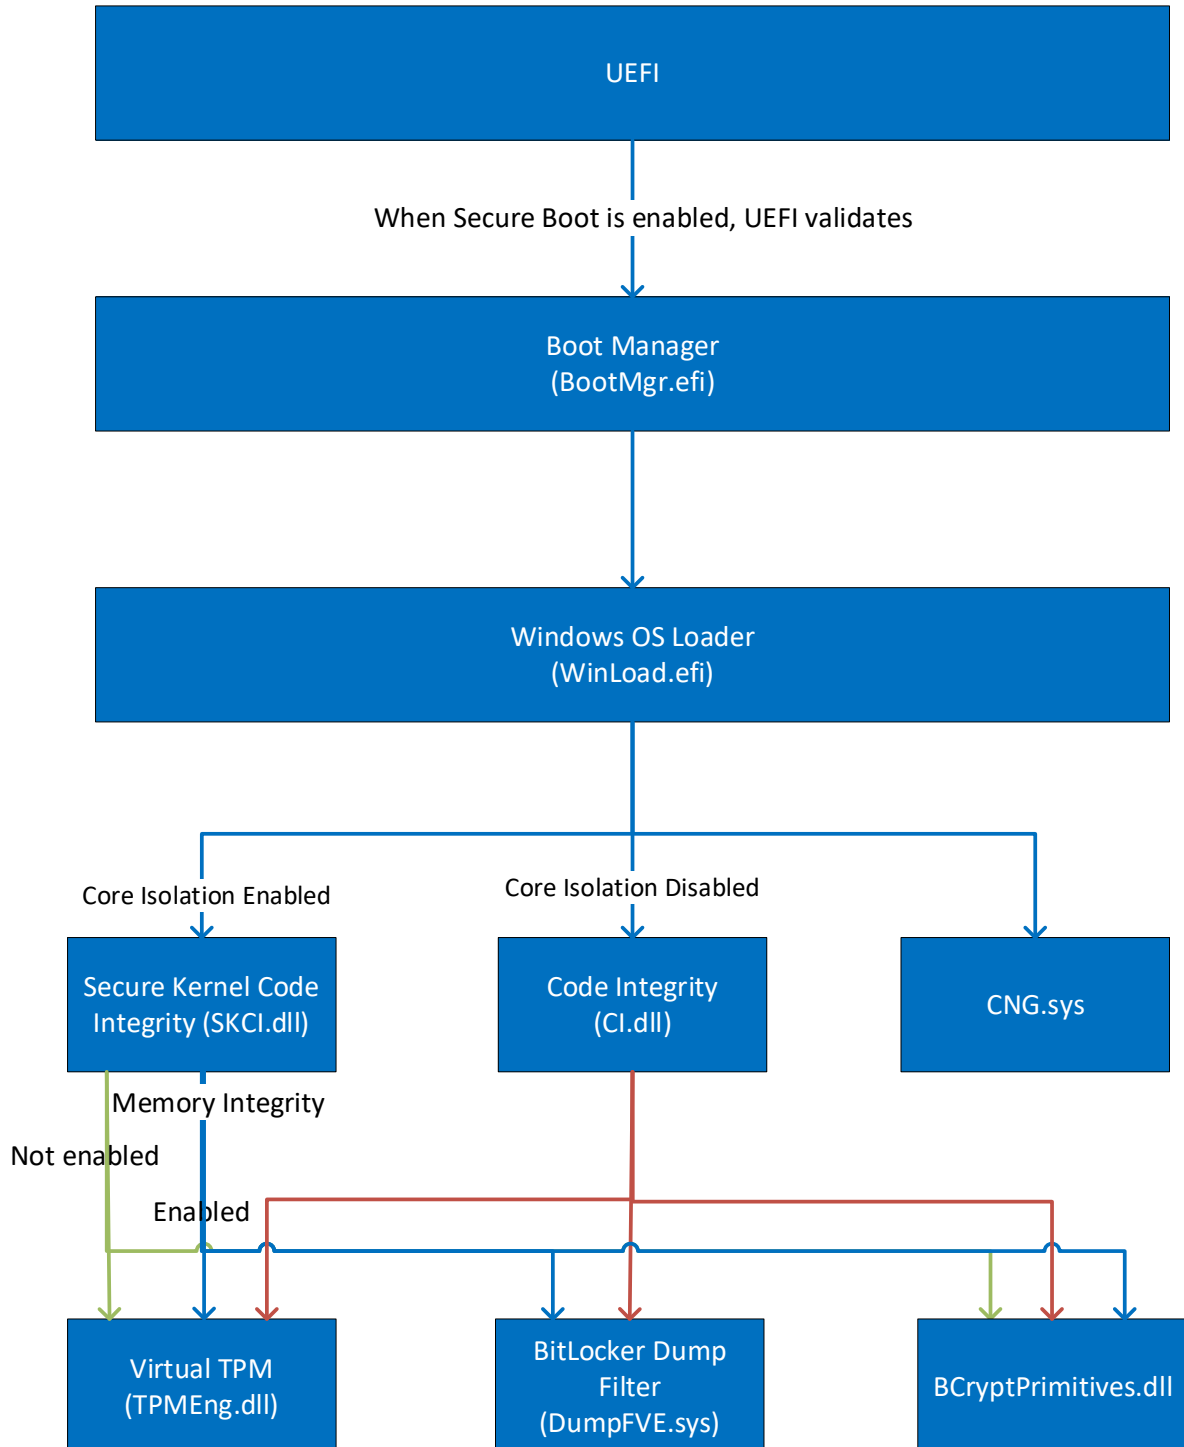 UEFI
When Secure Boot is enabled, UEFI validates
Boot Manager
(BootMgr.efi)
Windows OS Loader
(WinLoad.efi)
Core Isolation Enabled
Core Isolation Disabled
Secure Kernel Code
Integrity (SKCI.dll)
Code Integrity
(CI.dll)
CNG.sys
Memory Integrity
Not enabled
Enabled
Virtual TPM
(TPMEng.dll)
BitLocker Dump
Filter
(DumpFVE.sys)
BCryptPrimitives.dll